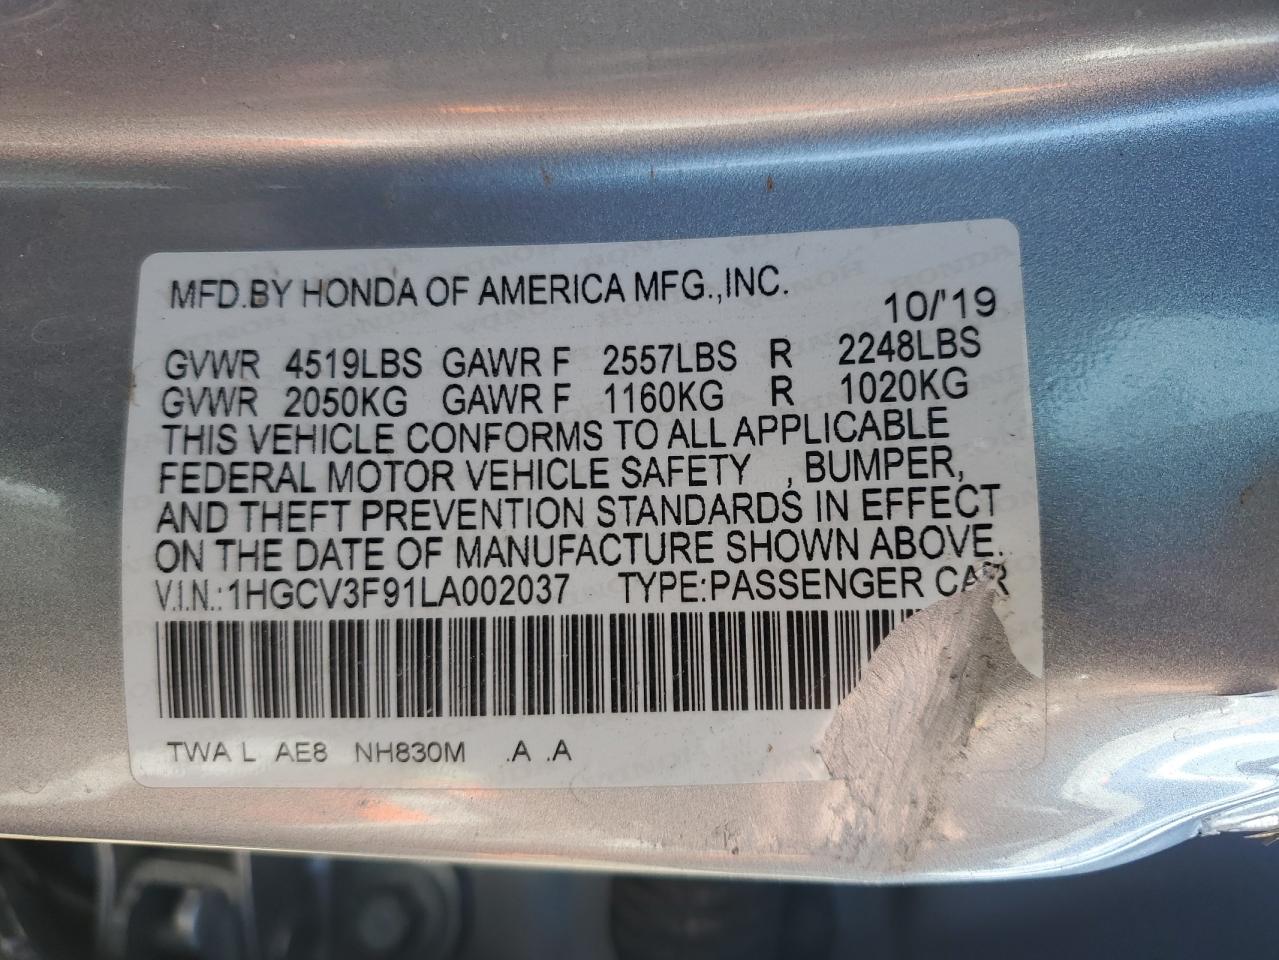 MFD.BY HONDA OF AMERICA MFG.,INC.
10/'19
GVWR 4519LBS GAWR F 2557LBS R 2248LBS
GVWR 2050KG GAWR F 1160KG R 1020KG
THIS VEHICLE CONFORMS TO ALL APPLICABLE
FEDERAL MOTOR VEHICLE SAFETY , BUMPER,
AND THEFT PREVENTION STANDARDS IN EFFECT
ON THE DATE OF MANUFACTURE SHOWN ABOVE.
V.I.N.:1HGCV3F91LA002037 TYPE:PASSENGER CAR
TWA L AE8 NH830M .A .A